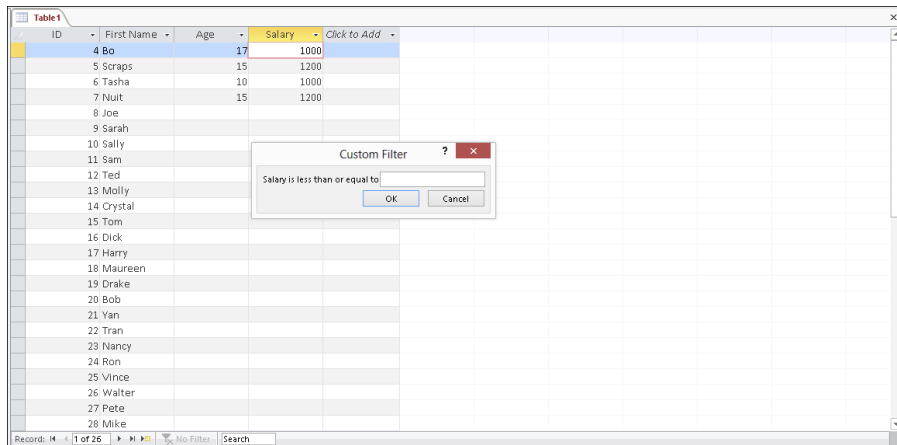 Table1
ID First Name Age Salary Click to Add
4 Bo 17 1000
5 Scraps 15 1200
6 Tasha 10 1000
7 Nuit 15 1200
8 Joe
9 Sarah
10 Sally
11 Sam
12 Ted
13 Molly
14 Crystal
15 Tom
16 Dick
17 Harry
18 Maureen
19 Drake
20 Bob
21 Yan
22 Tran
23 Nancy
24 Ron
25 Vince
26 Walter
27 Pete
28 Mike
Custom Filter ?
Salary is less than or equal to
OK Cancel
Record: 1 of 26 No Filter Search